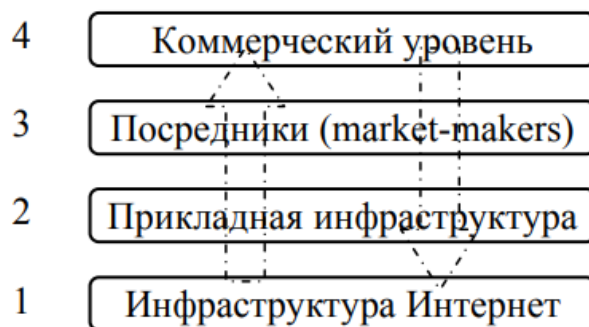 4 Коммерческий уровень
3 Посредники (market-makers)
2 Прикладная инфраструктура
1 Инфраструктура Интернет